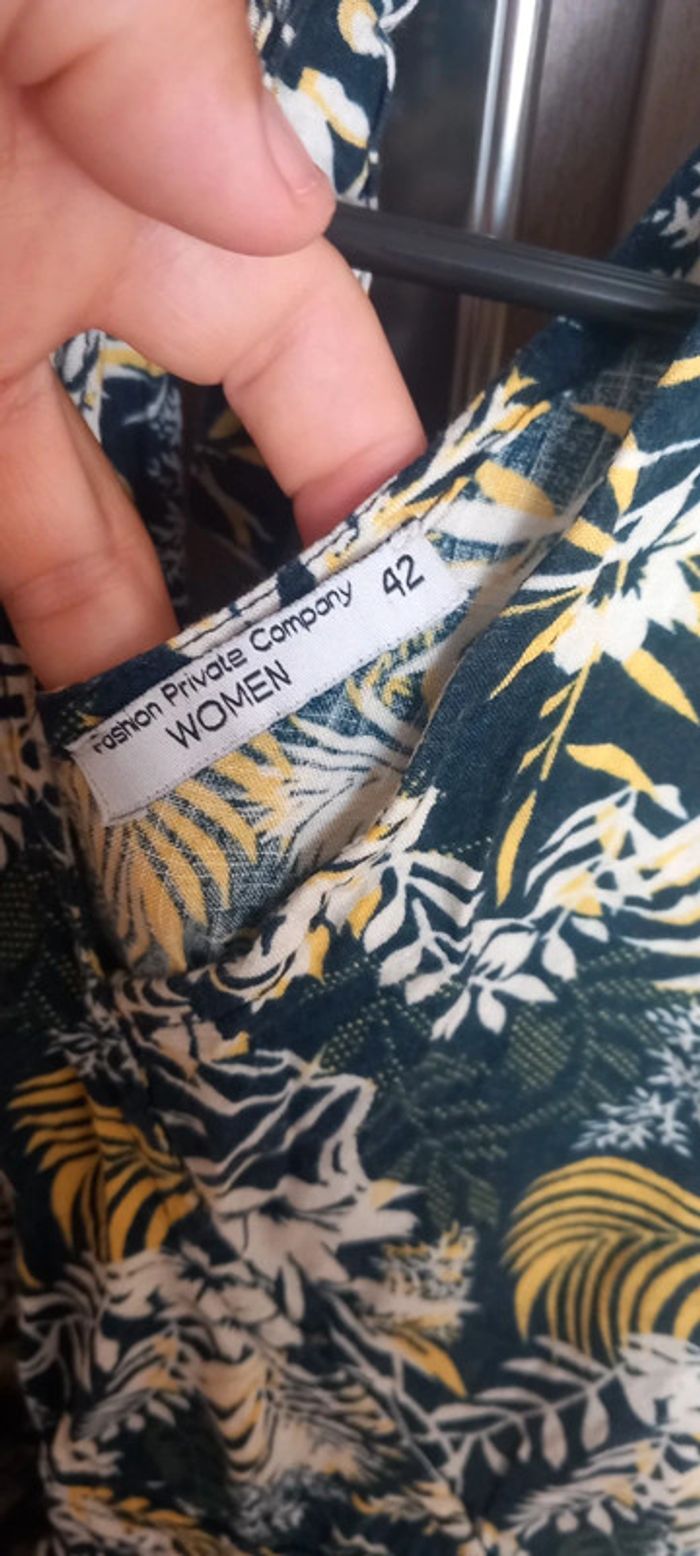 Fashion Private Company 42
WOMEN